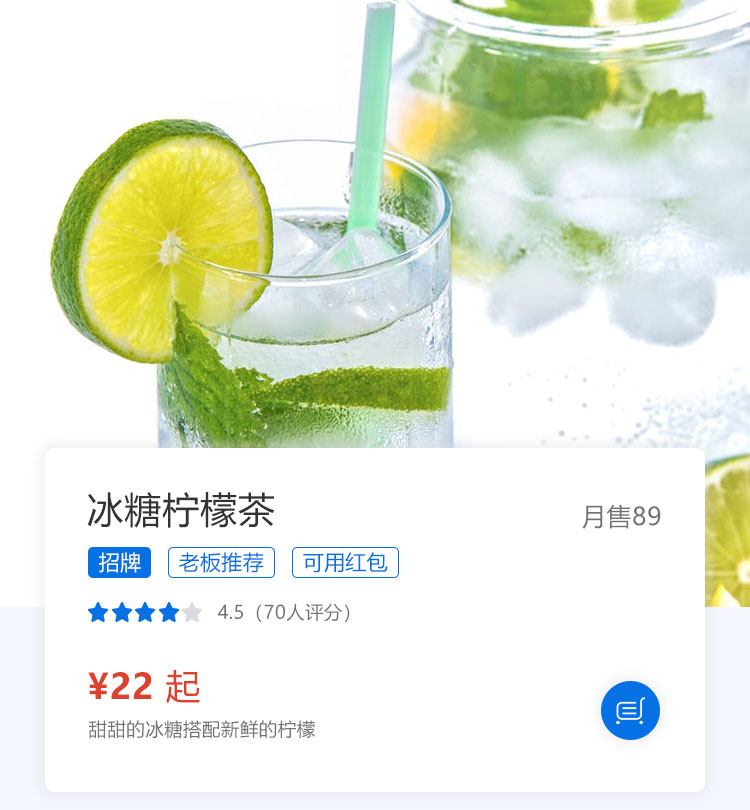 冰糖柠檬茶
月售89
招牌 老板推荐 可用红包
4.5（70人评分）
¥22 起
甜甜的冰糖搭配新鲜的柠檬